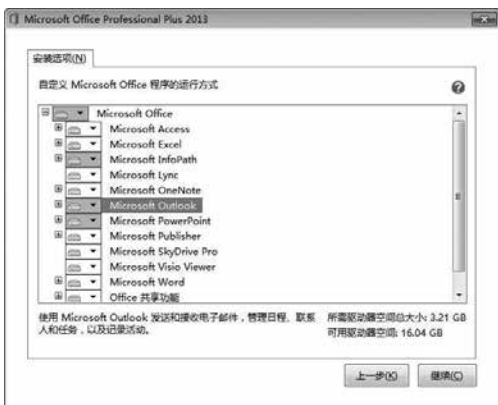 Microsoft Office Professional Plus 2013
安装选项(N)
自定义 Microsoft Office 程序的运行方式
Microsoft Office
Microsoft Access
Microsoft Excel
Microsoft InfoPath
Microsoft Lync
Microsoft OneNote
Microsoft Outlook
Microsoft PowerPoint
Microsoft Publisher
Microsoft SkyDrive Pro
Microsoft Visio Viewer
Microsoft Word
Office 共享功能
使用 Microsoft Outlook 发送和接收电子邮件，管理日程、联系
人和任务，以及记录活动。
所需驱动器空间总大小: 3.21 GB
可用驱动器空间: 16.04 GB
上一步(K)
继续(C)